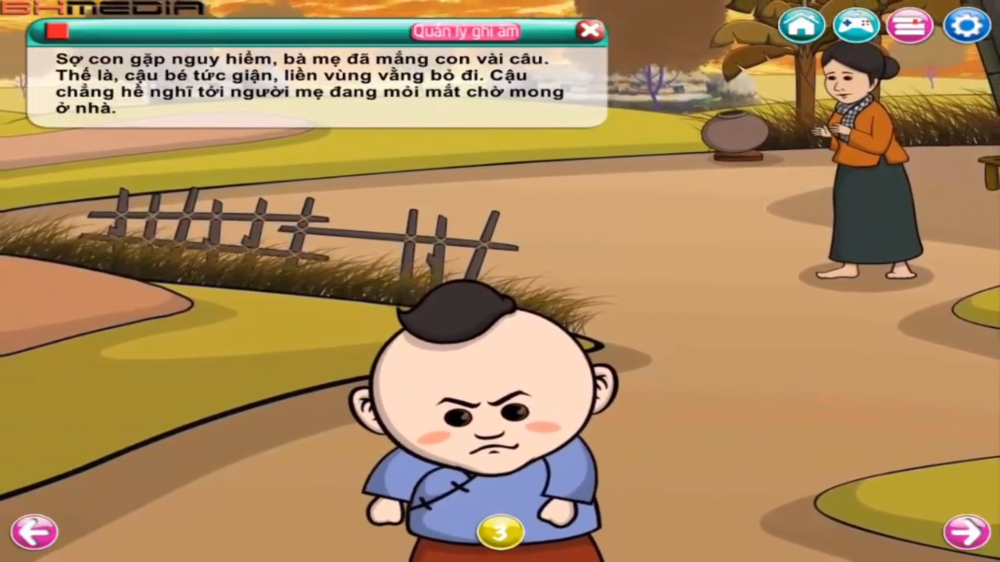 BHMEDIA
Quản lý ghi âm
Sợ con gặp nguy hiểm, bà mẹ đã mắng con vài câu.
Thế là, cậu bé tức giận, liền vùng vằng bỏ đi. Cậu
chẳng hề nghĩ tới người mẹ đang mỏi mắt chờ mong
ở nhà.
3